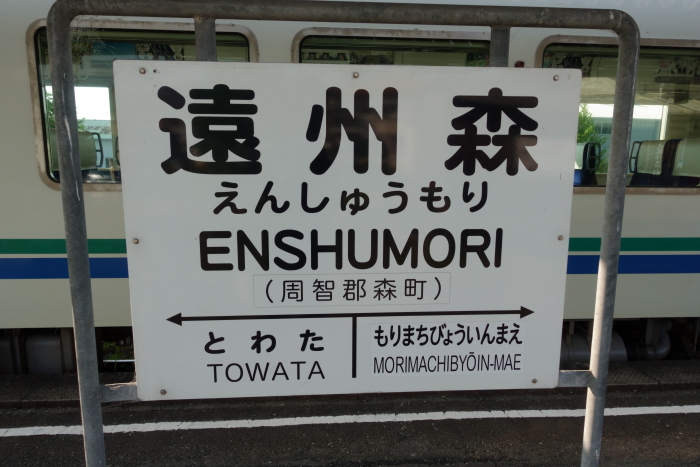 遠州森
えんしゅうもり
ENSHUMORI
(周智郡森町)
とわた
TOWATA
もりまちびょういんまえ
MORIMACHIBYŌIN-MAE